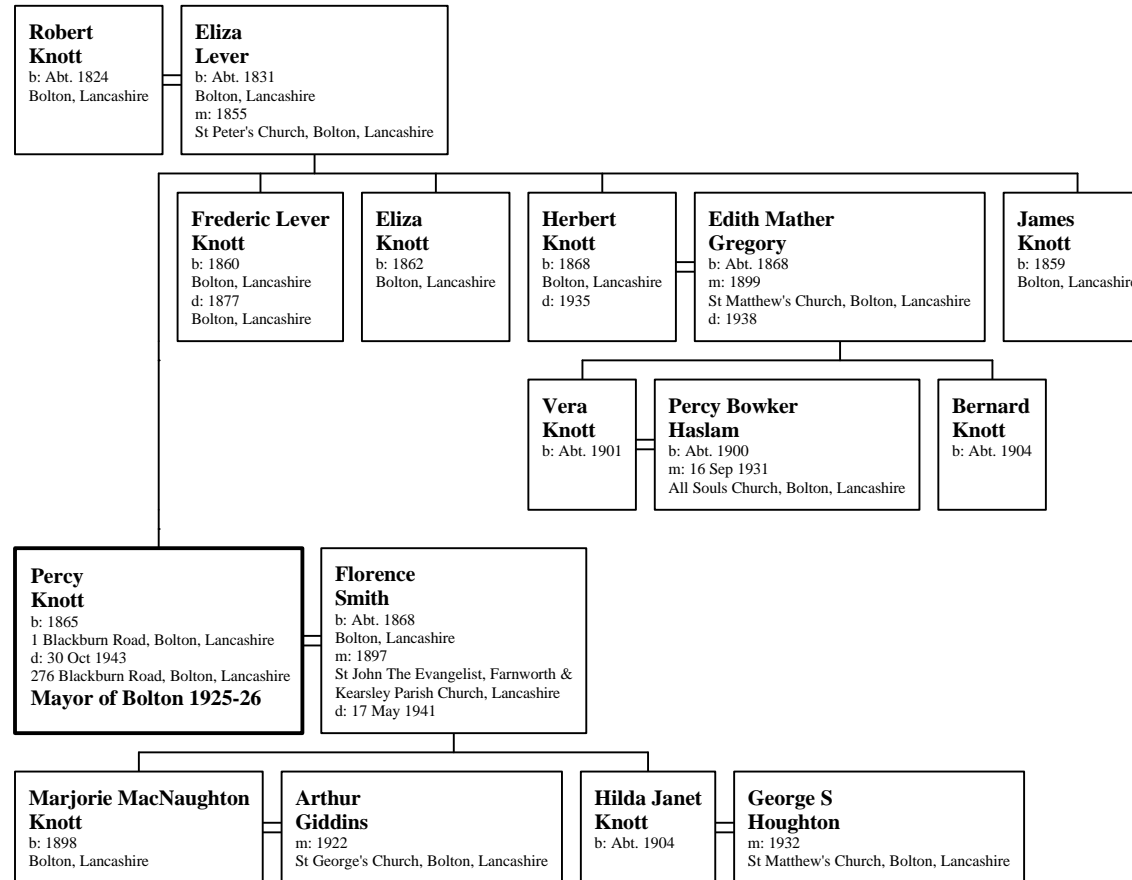 Robert
Knott
b: Abt. 1824
Bolton, Lancashire
Eliza
Lever
b: Abt. 1831
Bolton, Lancashire
m: 1855
St Peter's Church, Bolton, Lancashire
Frederic Lever
Knott
b: 1860
Bolton, Lancashire
d: 1877
Bolton, Lancashire
Eliza
Knott
b: 1862
Bolton, Lancashire
Herbert
Knott
b: 1868
Bolton, Lancashire
d: 1935
Edith Mather
Gregory
b: Abt. 1868
m: 1899
St Matthew's Church, Bolton, Lancashire
d: 1938
James
Knott
b: 1859
Bolton, Lancashire
Vera
Knott
b: Abt. 1901
Percy Bowker
Haslam
b: Abt. 1900
m: 16 Sep 1931
All Souls Church, Bolton, Lancashire
Bernard
Knott
b: Abt. 1904
Percy
Knott
b: 1865
1 Blackburn Road, Bolton, Lancashire
d: 30 Oct 1943
276 Blackburn Road, Bolton, Lancashire
Mayor of Bolton 1925-26
Florence
Smith
b: Abt. 1868
Bolton, Lancashire
m: 1897
St John The Evangelist, Farnworth &
Kearsley Parish Church, Lancashire
d: 17 May 1941
Marjorie MacNaughton
Knott
b: 1898
Bolton, Lancashire
Arthur
Giddins
m: 1922
St George's Church, Bolton, Lancashire
Hilda Janet
Knott
b: Abt. 1904
George S
Houghton
m: 1932
St Matthew's Church, Bolton, Lancashire